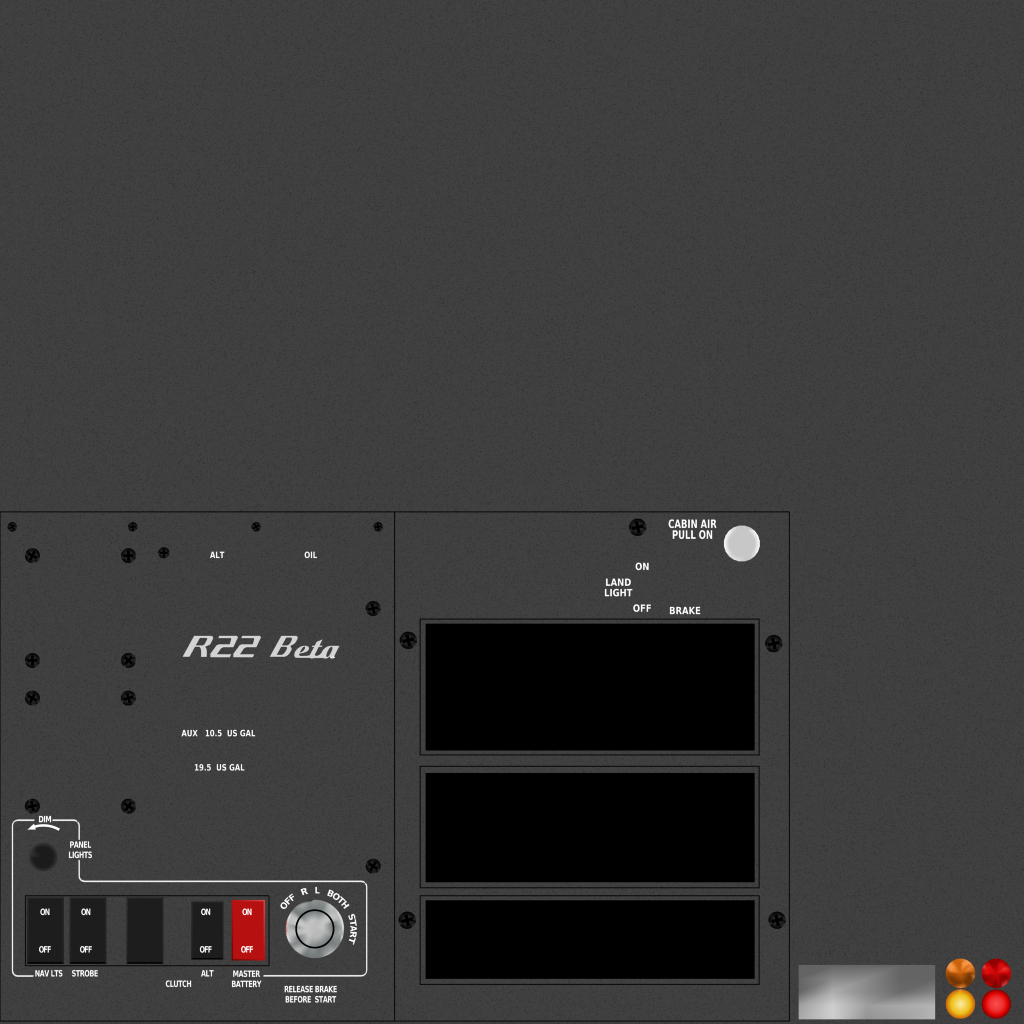 CABIN AIR
PULL ON
ALT
OIL
ON
LAND
LIGHT
OFF
BRAKE
R22 Beta
AUX 10.5 US GAL
19.5 US GAL
DIM
PANEL
LIGHTS
OFF R L BOTH START
ON
ON
ON
ON
OFF
OFF
OFF
OFF
NAV LTS
STROBE
CLUTCH
ALT
MASTER
BATTERY
RELEASE BRAKE
BEFORE START